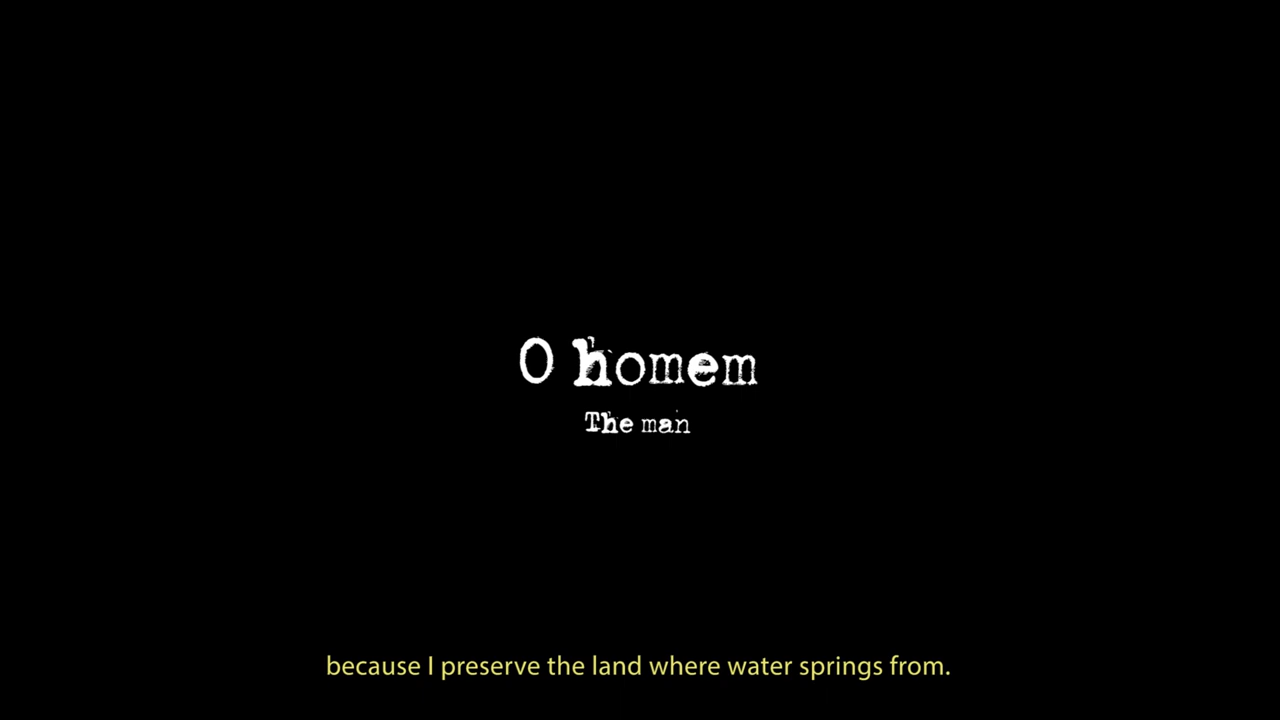 O homem
The man
because I preserve the land where water springs from.